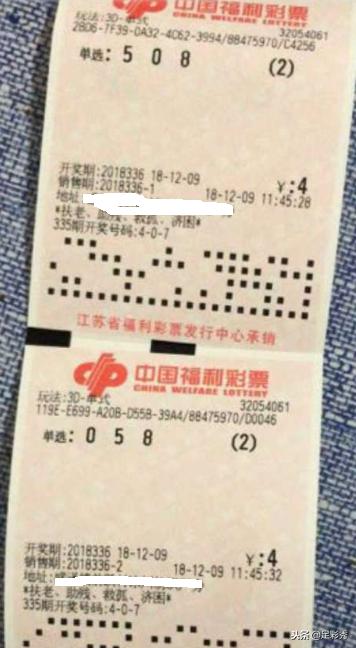 中国福利彩票
CHINA WELFARE LOTTERY
玩法:3D-单式 32054061
28D6-7F39-0A32-4C62-3994/88475970/C4256
单选: 5 0 8 (2)
开奖期:2018336 18-12-09 ¥:4
销售期:2018336-1 18-12-09 11:45:28
地址:
*扶老、助残、救孤、济困*
335期开奖号码:4-0-7
江苏省福利彩票发行中心承销
中国福利彩票
CHINA WELFARE LOTTERY
玩法:3D-单式 32054061
119E-E699-A20B-D55B-39A4/88475970/D0046
单选: 0 5 8 (2)
开奖期:2018336 18-12-09 ¥:4
销售期:2018336-2 18-12-09 11:45:32
地址:
*扶老、助残、救孤、济困*
335期开奖号码:4-0-7
头条@足彩秀